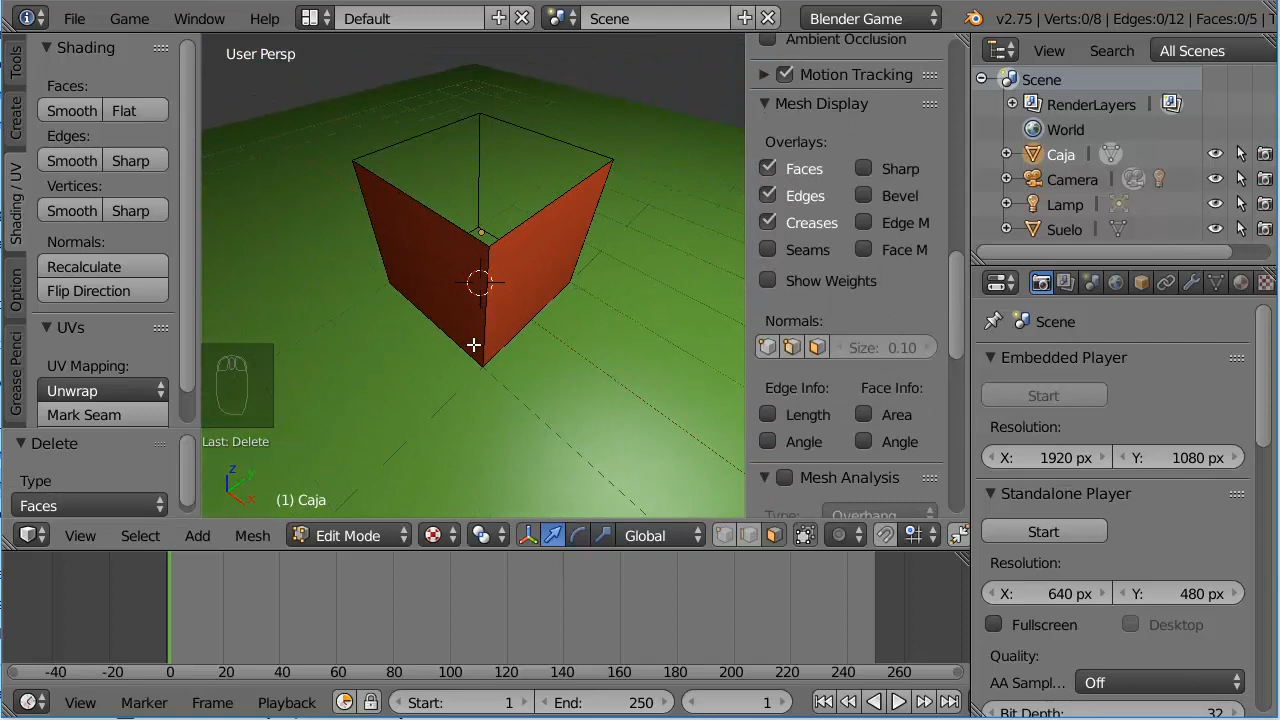 File Game Window Help Default Scene Blender Game v2.75 | Verts:0/8 | Edges:0/12 | Faces:0/5 | T
Tools
Create
Shading / UV
Option
Grease Penci
Shading
Faces:
Smooth Flat
Edges:
Smooth Sharp
Vertices:
Smooth Sharp
Normals:
Recalculate
Flip Direction
UVs
UV Mapping:
Unwrap
Mark Seam
Delete
Type
Faces
User Persp
Last: Delete
z
y
x
(1) Caja
Ambient Occlusion
Motion Tracking
Mesh Display
Overlays:
Faces Sharp
Edges Bevel
Creases Edge M
Seams Face M
Show Weights
Normals:
Size: 0.10
Edge Info: Face Info:
Length Area
Angle Angle
Mesh Analysis
Type: Overhang
View Select Add Mesh Edit Mode Global
-40 -20 0 20 40 60 80 100 120 140 160 180 200 220 240 260
View Marker Frame Playback Start: 1 End: 250 1
View Search All Scenes
Scene
RenderLayers
World
Caja
Camera
Lamp
Suelo
Scene
Embedded Player
Start
Resolution:
X: 1920 px Y: 1080 px
Standalone Player
Start
Resolution:
X: 640 px Y: 480 px
Fullscreen Desktop
Quality:
AA Sampl... Off
Bit Depth: 32